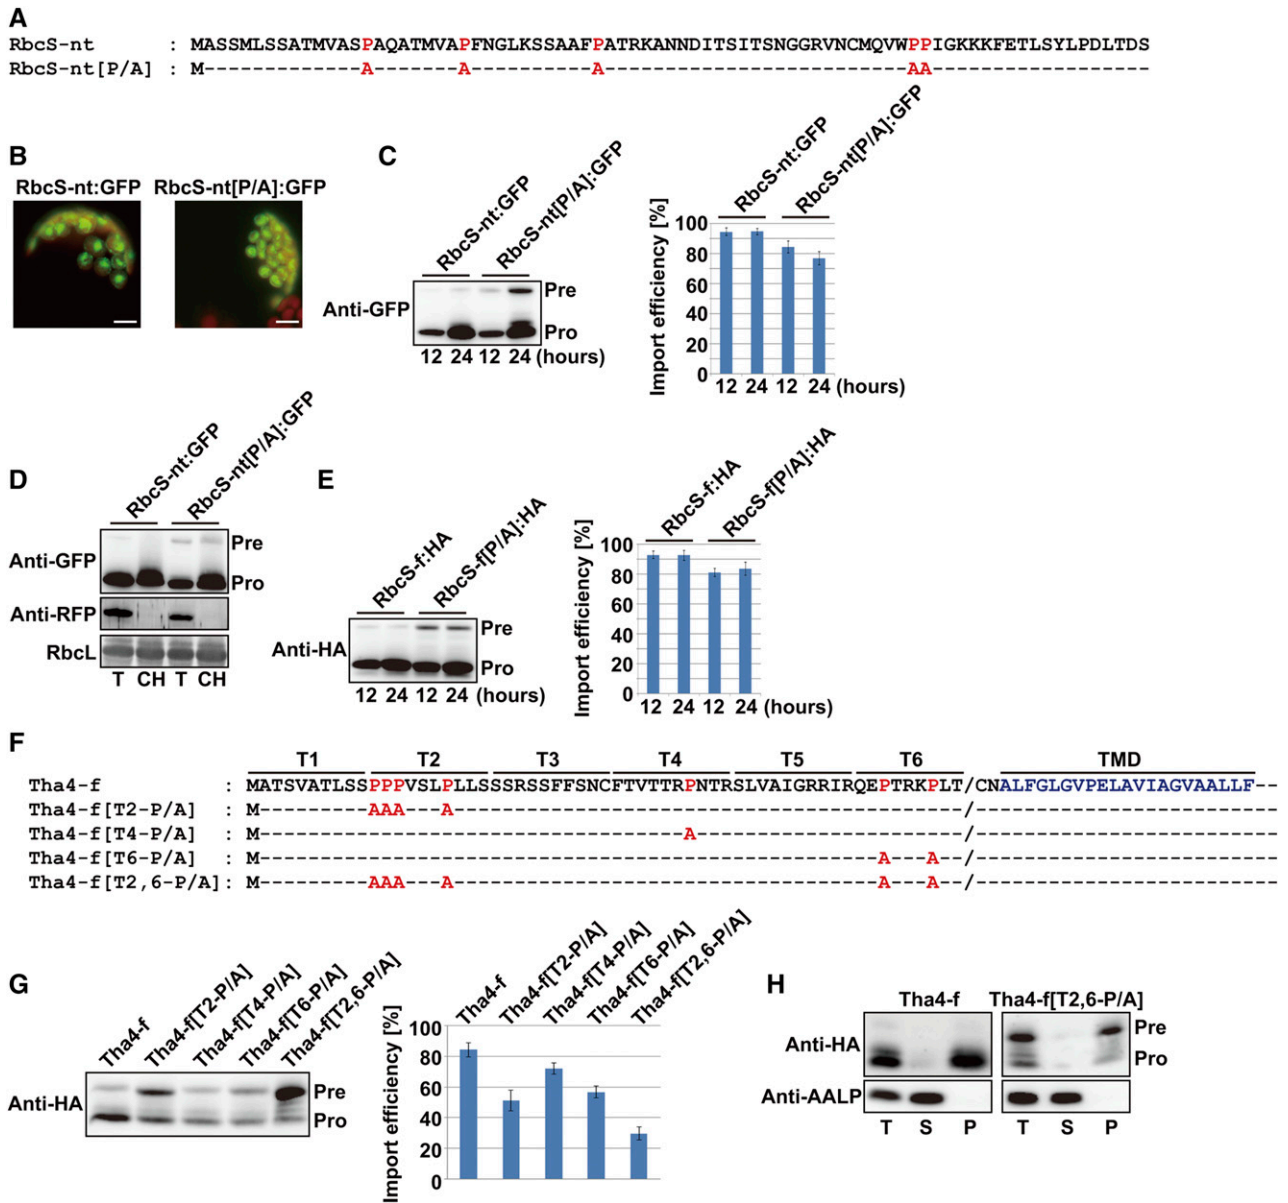 A
RbcS-nt : MASSMLSSATMVASPAQATMVAPFNGLKSSAAFPATRKANNDITSITSNGGRVNCMQVWPPIGKKKFETLSYLPDLTDS
RbcS-nt[P/A] : M-------------A-------A----------A-------------------------AA------------------
B
RbcS-nt:GFP RbcS-nt[P/A]:GFP
C
RbcS-nt:GFP
RbcS-nt[P/A]:GFP
Anti-GFP
Pre
Pro
12 24 12 24 (hours)
RbcS-nt:GFP
RbcS-nt[P/A]:GFP
Import efficiency [%]
100
80
60
40
20
0
12 24 12 24 (hours)
D
RbcS-nt:GFP
RbcS-nt[P/A]:GFP
Anti-GFP
Pre
Pro
Anti-RFP
RbcL
T CH T CH
E
RbcS-f:HA
RbcS-f[P/A]:HA
Anti-HA
Pre
Pro
12 24 12 24 (hours)
RbcS-f:HA
RbcS-f[P/A]:HA
Import efficiency [%]
100
80
60
40
20
0
12 24 12 24 (hours)
F
T1 T2 T3 T4 T5 T6 TMD
Tha4-f : MATSVATLSSPPPVSLPLLSSSRSSFFSNCFTVTTRPNTRSLVAIGRRIRQEPTRKPLT/CNALFGLGVPELAVIAGVAALLF--
Tha4-f[T2-P/A] : M---------AAA---A------------------------------------------/------------------------
Tha4-f[T4-P/A] : M-----------------------------------A----------------------/------------------------
Tha4-f[T6-P/A] : M---------------------------------------------------A---A--/------------------------
Tha4-f[T2,6-P/A] : M---------AAA---A-----------------------------------A---A--/------------------------
G
Tha4-f
Tha4-f[T2-P/A]
Tha4-f[T4-P/A]
Tha4-f[T6-P/A]
Tha4-f[T2,6-P/A]
Anti-HA
Pre
Pro
Tha4-f
Tha4-f[T2-P/A]
Tha4-f[T4-P/A]
Tha4-f[T6-P/A]
Tha4-f[T2,6-P/A]
Import efficiency [%]
100
80
60
40
20
0
H
Tha4-f Tha4-f[T2,6-P/A]
Anti-HA
Pre
Pro
Anti-AALP
T S P T S P